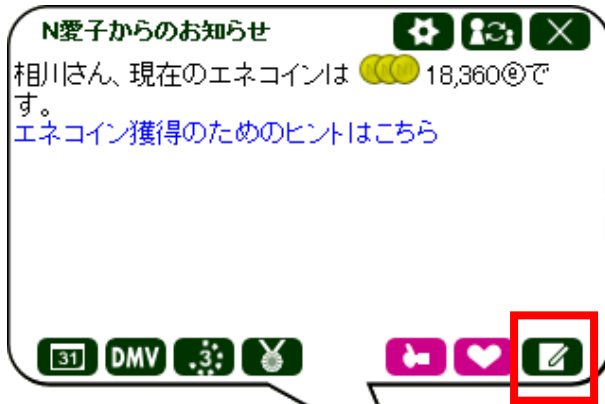 N愛子からのお知らせ
相川さん、現在のエネコインは 18,360ⓔで
す。
エネコイン獲得のためのヒントはこちら
31 DMV 3